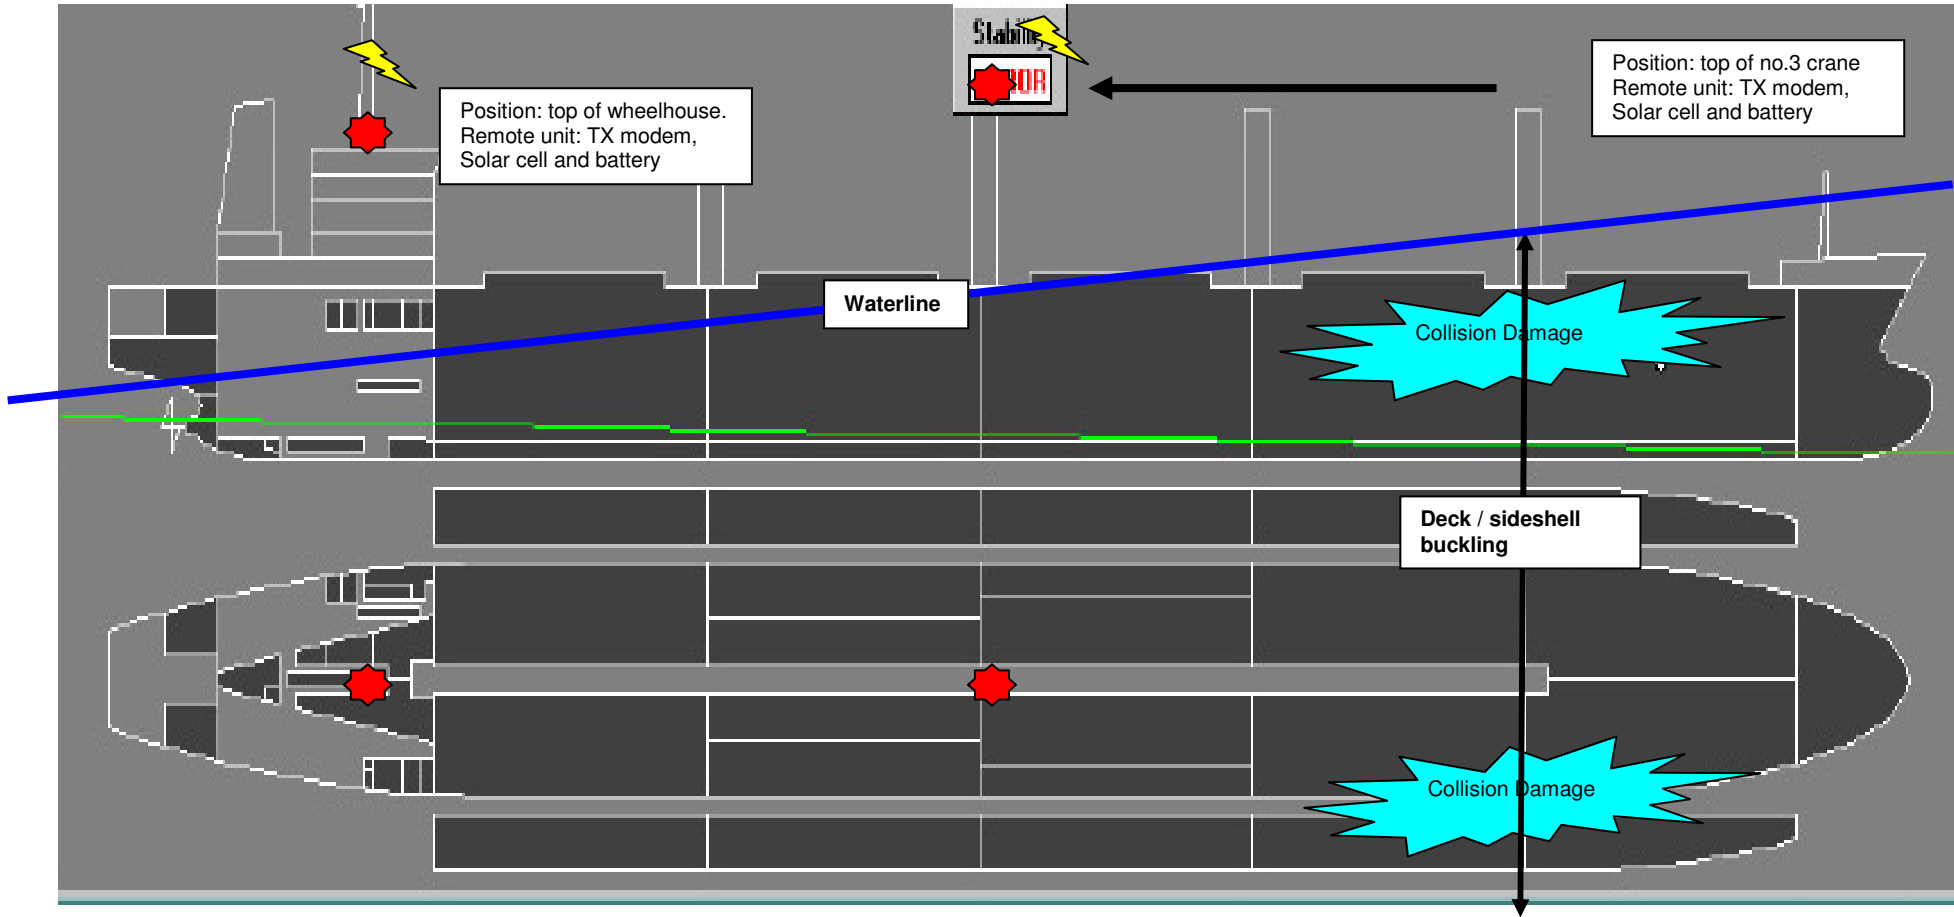 Position: top of wheelhouse.
Remote unit: TX modem,
Solar cell and battery
Position: top of no.3 crane
Remote unit: TX modem,
Solar cell and battery
Waterline
Collision Damage
Deck / sideshell
buckling
Collision Damage